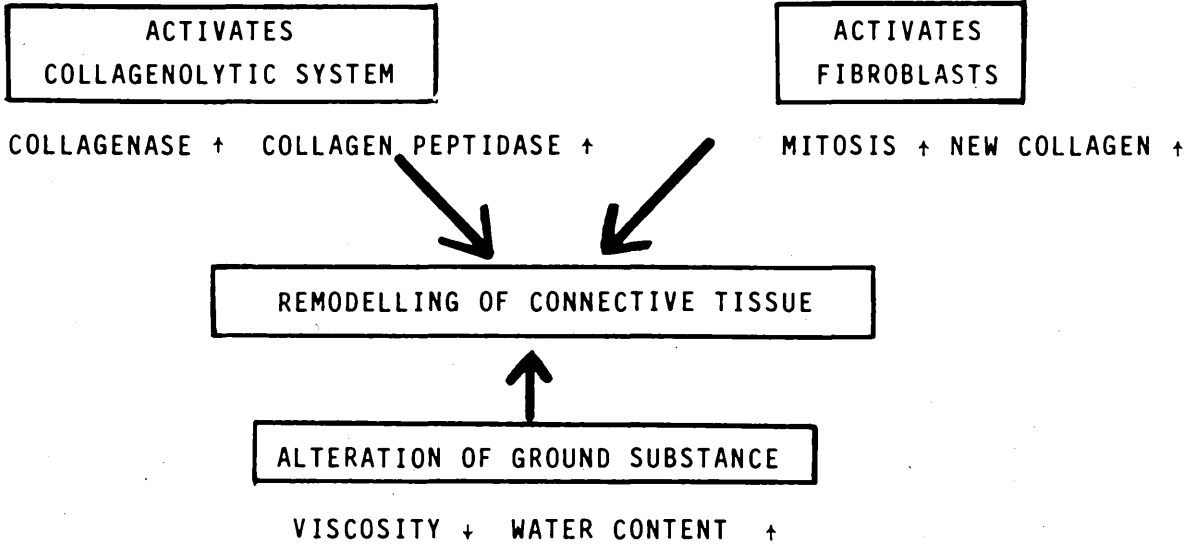 ACTIVATES
COLLAGENOLYTIC SYSTEM
ACTIVATES
FIBROBLASTS
COLLAGENASE ↑ COLLAGEN PEPTIDASE ↑
MITOSIS ↑ NEW COLLAGEN ↑
REMODELLING OF CONNECTIVE TISSUE
ALTERATION OF GROUND SUBSTANCE
VISCOSITY ↓ WATER CONTENT ↑